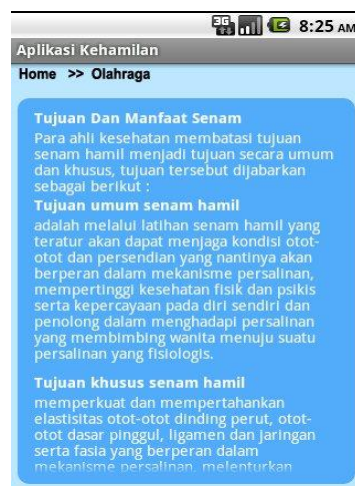 3G 8:25 AM
Aplikasi Kehamilan
Home >> Olahraga
Tujuan Dan Manfaat Senam
Para ahli kesehatan membatasi tujuan
senam hamil menjadi tujuan secara umum
dan khusus, tujuan tersebut dijabarkan
sebagai berikut :
Tujuan umum senam hamil
adalah melalui latihan senam hamil yang
teratur akan dapat menjaga kondisi otot-
otot dan persendian yang nantinya akan
berperan dalam mekanisme persalinan,
mempertinggi kesehatan fisik dan psikis
serta kepercayaan pada diri sendiri dan
penolong dalam menghadapi persalinan
yang membimbing wanita menuju suatu
persalinan yang fisiologis.
Tujuan khusus senam hamil
memperkuat dan mempertahankan
elastisitas otot-otot dinding perut, otot-
otot dasar pinggul, ligamen dan jaringan
serta fasia yang berperan dalam
mekanisme persalinan, melenturkan